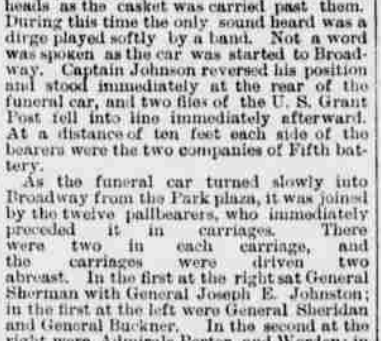 heads as the casket was carried past them.
During this time the only sound heard was a
dirge played softly by a band. Not a word
was spoken as the car was started to Broad-
way. Captain Johnson reversed his position
and stood immediately at the rear of the
funeral car, and two files of the U. S. Grant
Post fell into line immediately afterward.
At a distance of ten feet each side of the
bearers were the two companies of Fifth bat-
tery.
As the funeral car turned slowly into
Broadway from the Park plaza, it was joined
by the twelve pallbearers, who immediately
preceded it in carriages. There
were two in each carriage, and
the carriages were driven two
abreast. In the first at the right sat General
Sherman with General Joseph E. Johnston;
in the first at the left were General Sheridan
and General Buckner. In the second at the
right were Admirals Porter and Worden; in